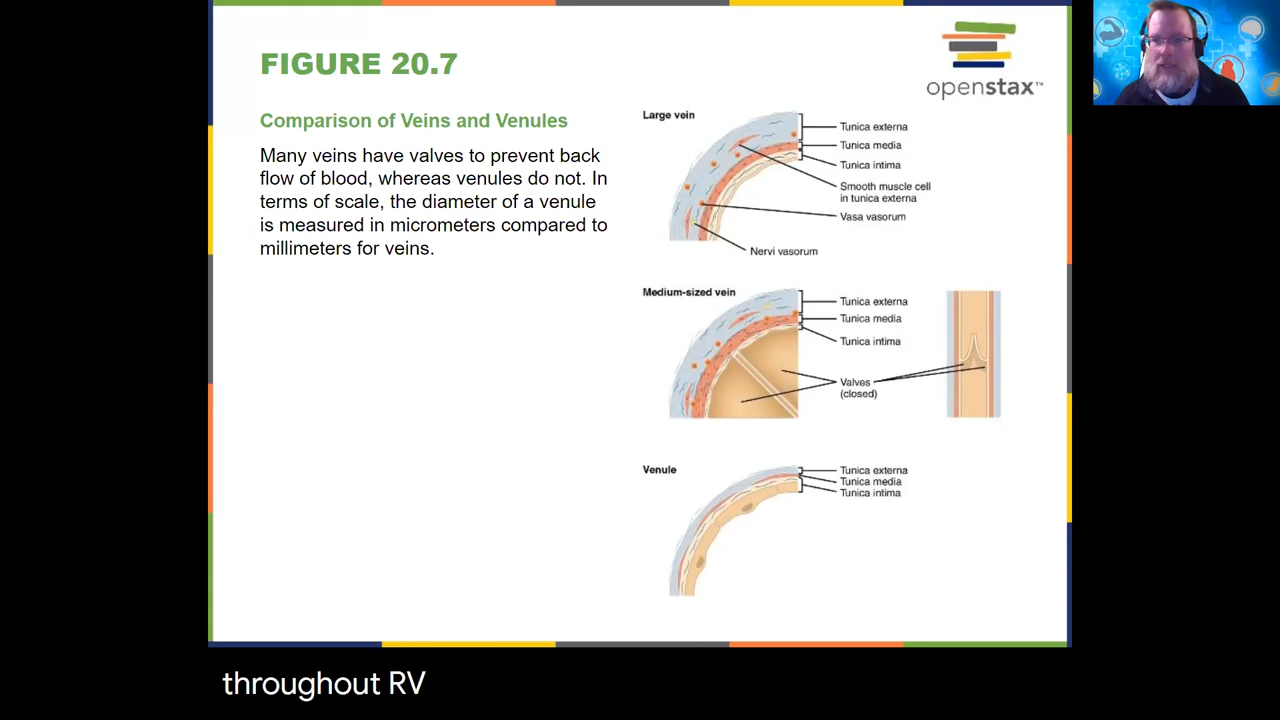 FIGURE 20.7
openstax™
Comparison of Veins and Venules
Many veins have valves to prevent back
flow of blood, whereas venules do not. In
terms of scale, the diameter of a venule
is measured in micrometers compared to
millimeters for veins.
Large vein
Tunica externa
Tunica media
Tunica intima
Smooth muscle cell
in tunica externa
Vasa vasorum
Nervi vasorum
Medium-sized vein
Tunica externa
Tunica media
Tunica intima
Valves
(closed)
Venule
Tunica externa
Tunica media
Tunica intima
throughout RV